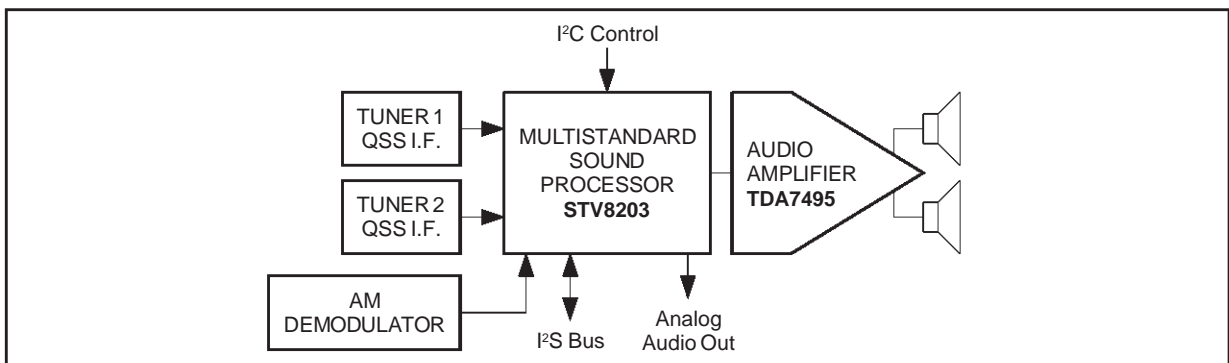 I²C Control
TUNER 1
QSS I.F.
MULTISTANDARD
SOUND
PROCESSOR
STV8203
AUDIO
AMPLIFIER
TDA7495
TUNER 2
QSS I.F.
AM
DEMODULATOR
I²S Bus
Analog
Audio Out